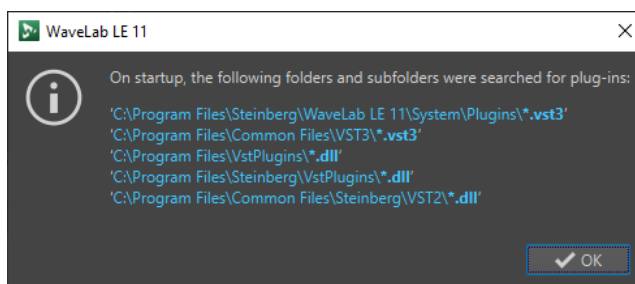 WaveLab LE 11
On startup, the following folders and subfolders were searched for plug-ins:
'C:\Program Files\Steinberg\WaveLab LE 11\System\Plugins\*.vst3'
'C:\Program Files\Common Files\VST3\*.vst3'
'C:\Program Files\VstPlugins\*.dll'
'C:\Program Files\Steinberg\VstPlugins\*.dll'
'C:\Program Files\Common Files\Steinberg\VST2\*.dll'
OK